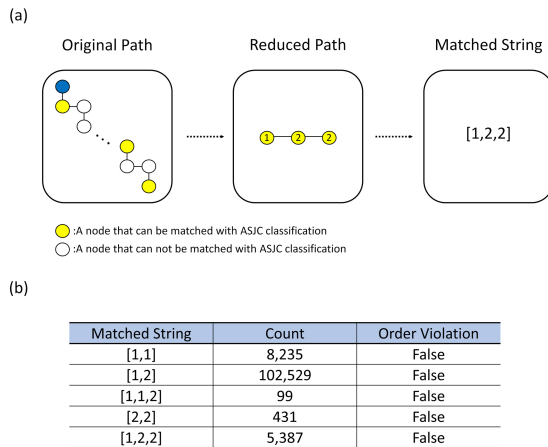 (a)
Original Path
Reduced Path
Matched String
1 2 2
[1,2,2]
:A node that can be matched with ASJC classification
:A node that can not be matched with ASJC classification
(b)
Matched String Count Order Violation
[1,1] 8,235 False
[1,2] 102,529 False
[1,1,2] 99 False
[2,2] 431 False
[1,2,2] 5,387 False